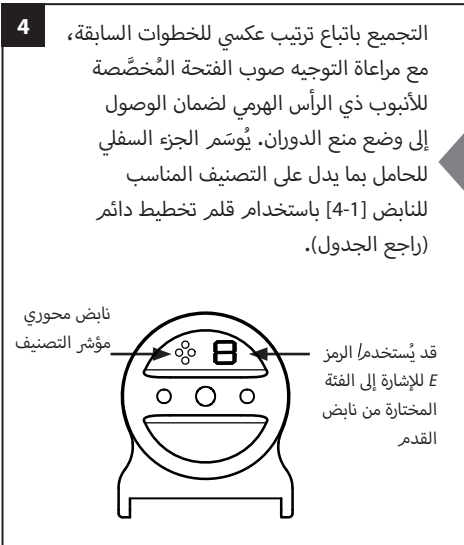 4
التجميع باتباع ترتيب عكسي للخطوات السابقة،
مع مراعاة التوجيه صوب الفتحة المُخصَّصة
للأنبوب ذي الرأس الهرمي لضمان الوصول
إلى وضع منع الدوران. يُوسَم الجزء السفلي
للحامل بما يدل على التصنيف المناسب
للنابض [4-1] باستخدام قلم تخطيط دائم
(راجع الجدول).
نابض محوري
مؤشر التصنيف
8
قد يُستخدم/ الرمز
E للإشارة إلى الفئة
المختارة من نابض
القدم